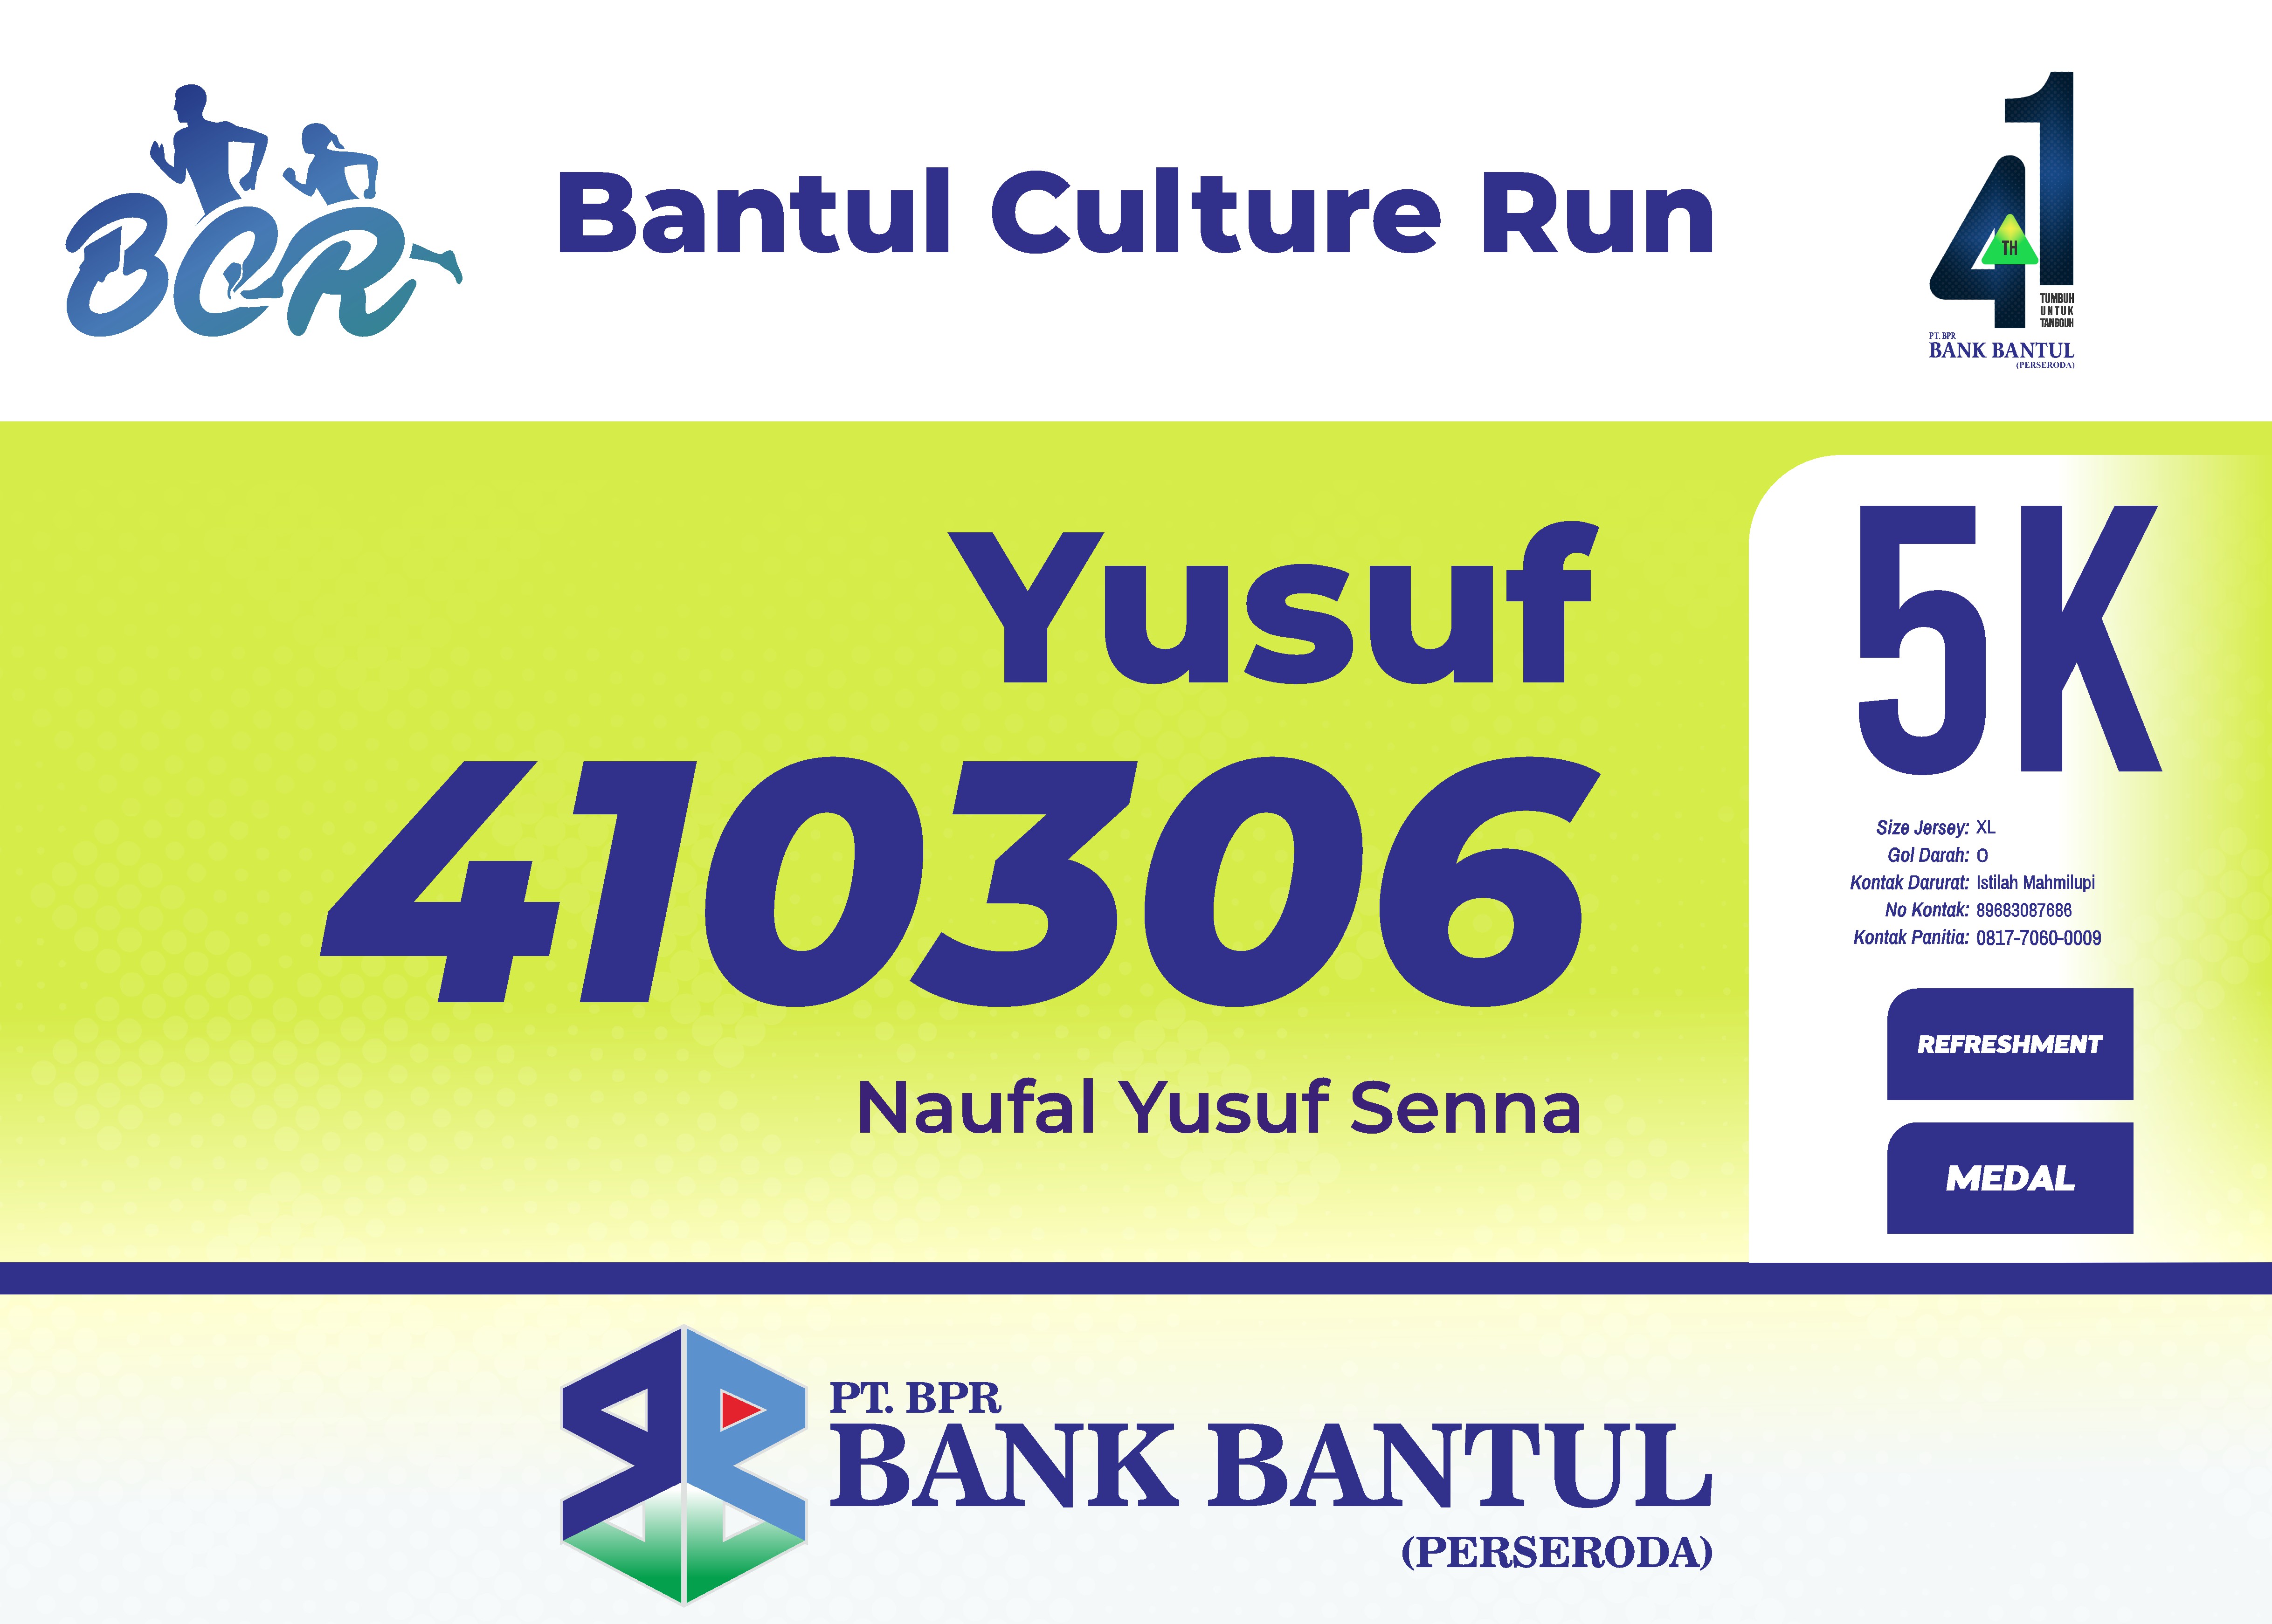 BCR
Bantul Culture Run
41
TH
TUMBUH
UNTUK
TANGGUH
PT. BPR
BANK BANTUL
(PERSERODA)
Yusuf
410306
Naufal Yusuf Senna
5K
Size Jersey: XL
Gol Darah: O
Kontak Darurat: Istilah Mahmilupi
No Kontak: 89683087686
Kontak Panitia: 0817-7060-0009
REFRESHMENT
MEDAL
PT. BPR
BANK BANTUL
(PERSERODA)